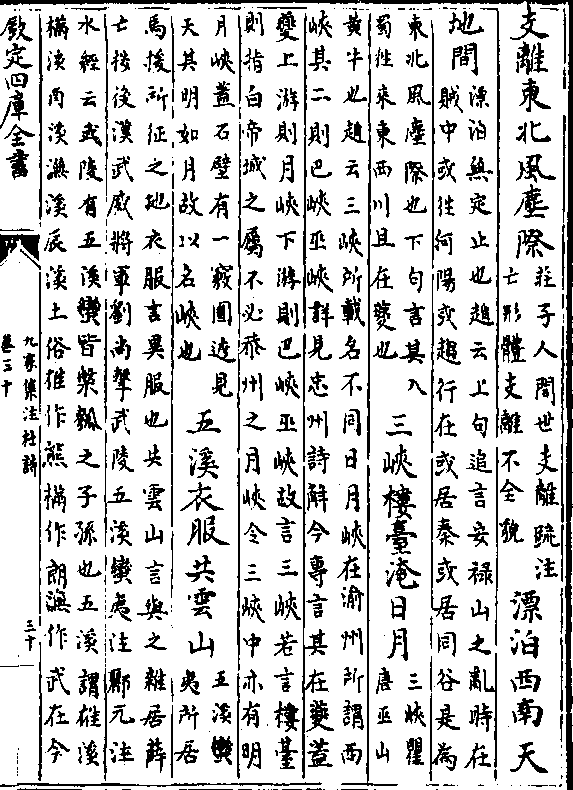 支離東北風塵際
莊子人間世支離䟽注
亡形體支離不全貌
漂泊西南天
地間
漂泊無定止也趙云上句追言安禄山之亂時在
賊中或徃河陽或趨行在或居秦或居同谷是為
東北風塵際也下句言其入
蜀徃來東西川且在夔也
三峽樓臺淹日月
三峽瞿
唐巫山
黄牛也趙云三峽所載名不同日月峽在渝州所謂西
峽其二則巴峽巫峽詳見忠州詩解今專言其在夔盖
夔上游則月峽下游則巴峽巫峽故言三峽若言樓臺
則指白帝城之屬不必渝州之月峽今三峽中亦有明
月峽盖石壁有一竅圓透見
天其明如月故以名峽也
五溪衣服共雲山
五溪蠻
夷所居
馬援所征之地衣服言異服也共雲山言與之雜居薛
亡按後漢武威將軍劉尚擊武陵五溪蠻夷注酈元注
水經云武陵有五溪蠻皆槃瓠之子孫也五溪謂雄溪
樠溪酉溪潕溪辰溪土俗雄作熊樠作朗潕作武在今
欽定四庫全書
九家集注杜詩
卷三十
三十